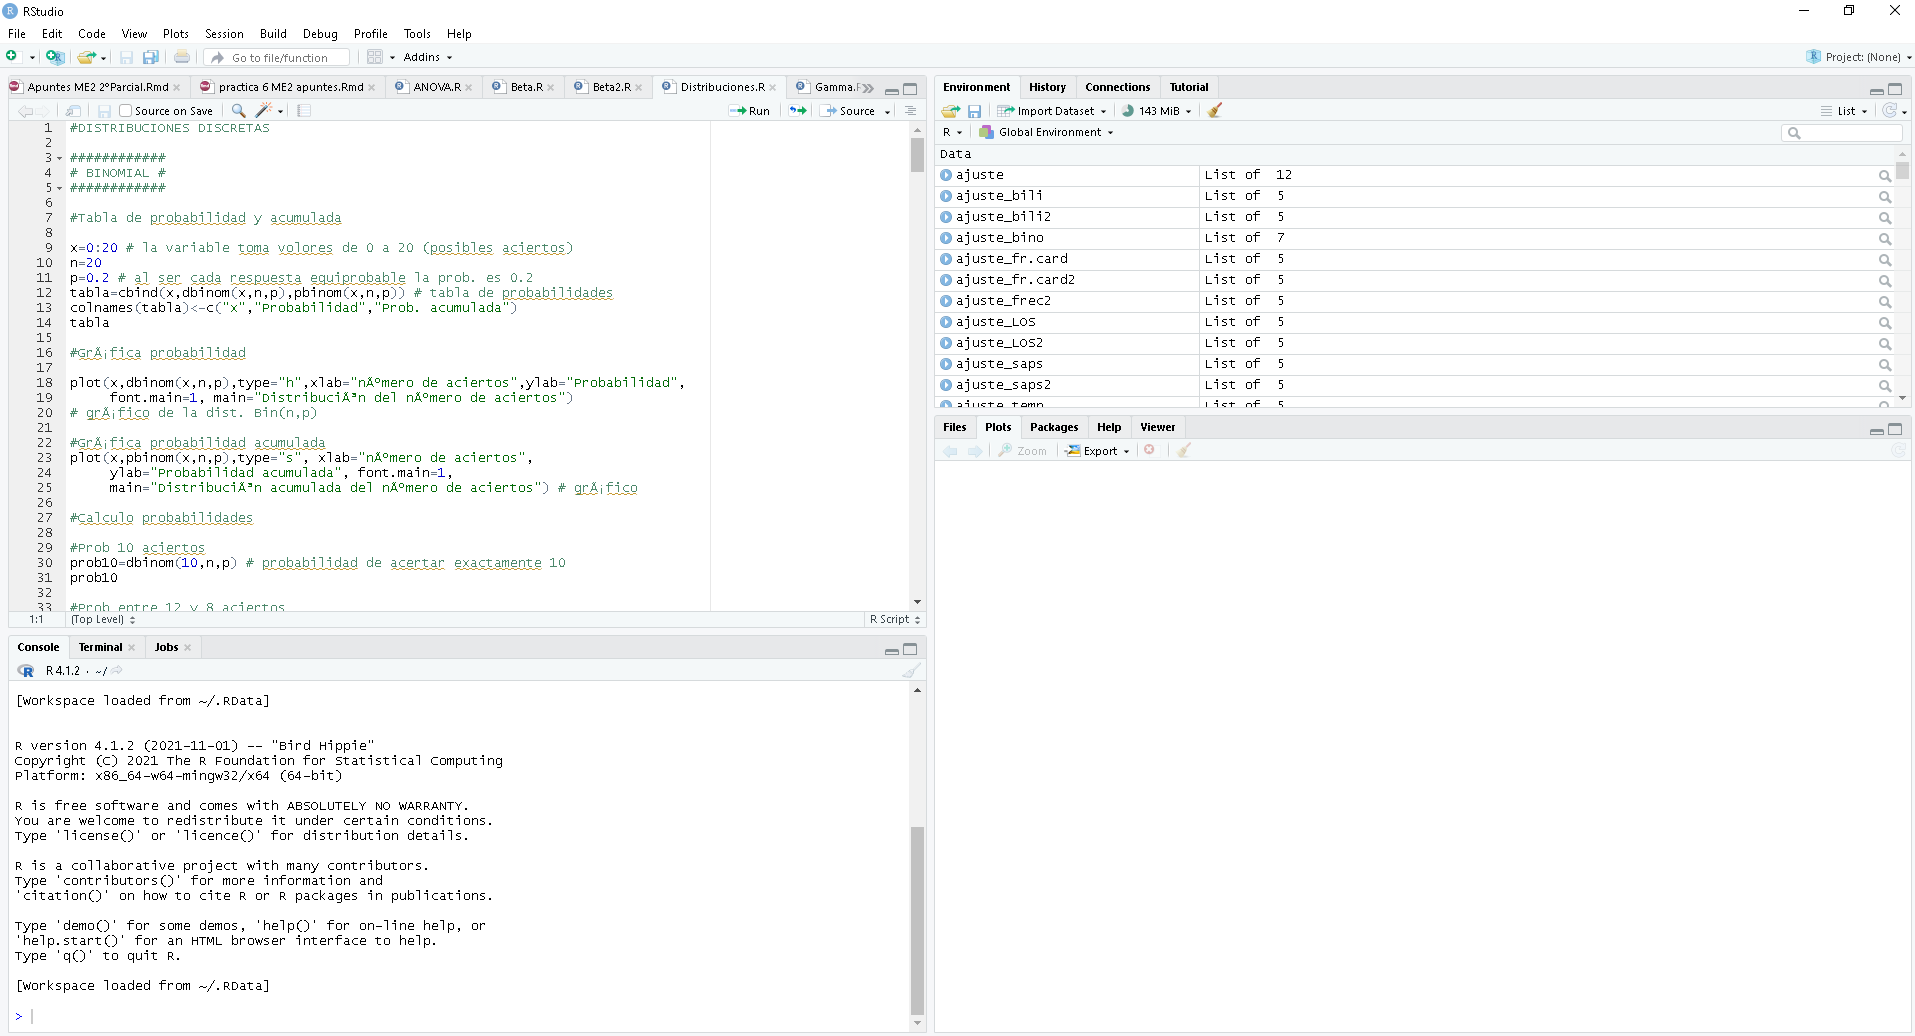 RStudio
File Edit Code View Plots Session Build Debug Profile Tools Help
Go to file/function Addins Project: (None)
Apuntes ME2 2ºParcial.Rmd practica 6 ME2 apuntes.Rmd ANOVA.R Beta.R Beta2.R Distribuciones.R Gamma.F
Source on Save Run Source
1 #DISTRIBUCIONES DISCRETAS
2
3 ############
4 # BINOMIAL #
5 ############
6
7 #Tabla de probabilidad y acumulada
8
9 x=0:20 # la variable toma volores de 0 a 20 (posibles aciertos)
10 n=20
11 p=0.2 # al ser cada respuesta equiprobable la prob. es 0.2
12 tabla=cbind(x,dbinom(x,n,p),pbinom(x,n,p)) # tabla de probabilidades
13 colnames(tabla)<-c("x","Probabilidad","Prob. acumulada")
14 tabla
15
16 #GrÃ¡fica probabilidad
17
18 plot(x,dbinom(x,n,p),type="h",xlab="nÃºmero de aciertos",ylab="Probabilidad",
19 font.main=1, main="DistribuciÃ³n del nÃºmero de aciertos")
20 # grÃ¡fico de la dist. Bin(n,p)
21
22 #GrÃ¡fica probabilidad acumulada
23 plot(x,pbinom(x,n,p),type="s", xlab="nÃºmero de aciertos",
24 ylab="Probabilidad acumulada", font.main=1,
25 main="DistribuciÃ³n acumulada del nÃºmero de aciertos") # grÃ¡fico
26
27 #Calculo probabilidades
28
29 #Prob 10 aciertos
30 prob10=dbinom(10,n,p) # probabilidad de acertar exactamente 10
31 prob10
32
33 #Prob entre 12 y 8 aciertos
1:1 (Top Level) R Script
Console Terminal Jobs
R 4.1.2 · ~/
[Workspace loaded from ~/.RData]
R version 4.1.2 (2021-11-01) -- "Bird Hippie"
Copyright (C) 2021 The R Foundation for Statistical Computing
Platform: x86_64-w64-mingw32/x64 (64-bit)
R is free software and comes with ABSOLUTELY NO WARRANTY.
You are welcome to redistribute it under certain conditions.
Type 'license()' or 'licence()' for distribution details.
R is a collaborative project with many contributors.
Type 'contributors()' for more information and
'citation()' on how to cite R or R packages in publications.
Type 'demo()' for some demos, 'help()' for on-line help, or
'help.start()' for an HTML browser interface to help.
Type 'q()' to quit R.
[Workspace loaded from ~/.RData]
>
Environment History Connections Tutorial
Import Dataset 143 MiB List
R Global Environment
Data
ajuste List of 12
ajuste_bili List of 5
ajuste_bili2 List of 5
ajuste_bino List of 7
ajuste_fr.card List of 5
ajuste_fr.card2 List of 5
ajuste_frec2 List of 5
ajuste_LOS List of 5
ajuste_LOS2 List of 5
ajuste_saps List of 5
ajuste_saps2 List of 5
ajuste_temp List of 5
Files Plots Packages Help Viewer
Zoom Export